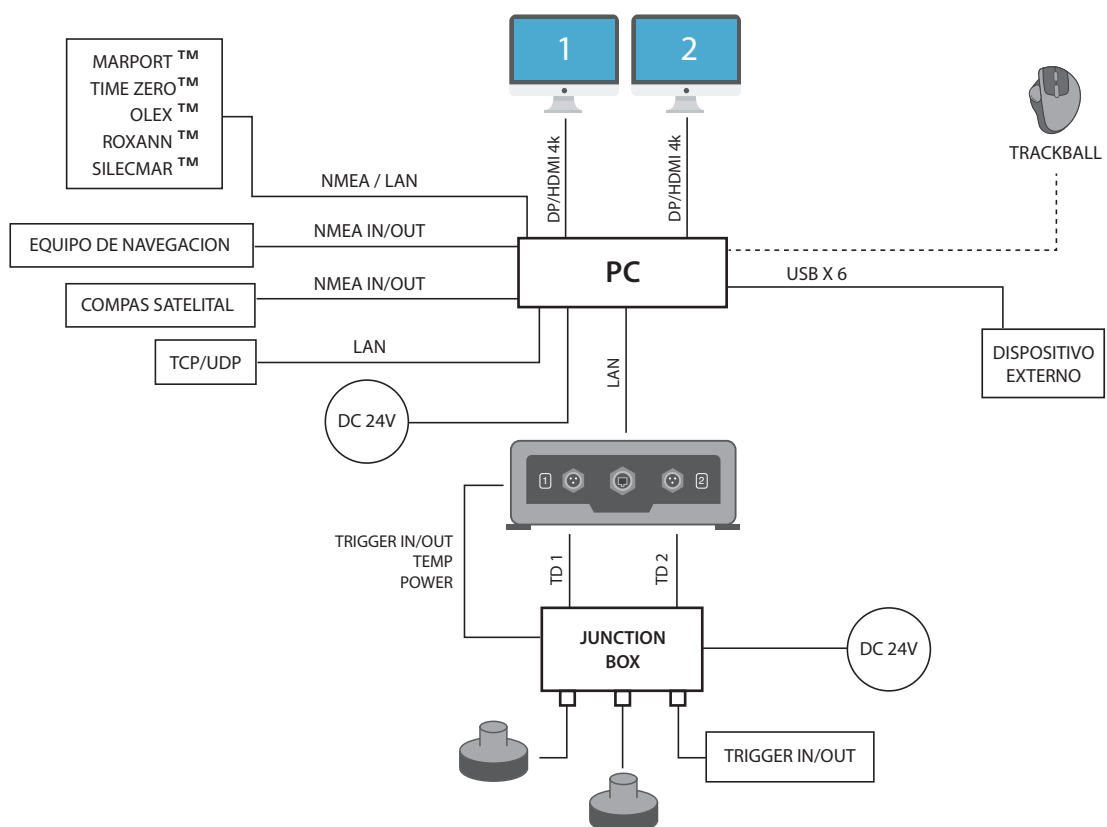 MARPORT ™
TIME ZERO™
OLEX ™
ROXANN ™
SILECMAR ™
1
2
TRACKBALL
DP/HDMI 4k
DP/HDMI 4k
NMEA / LAN
EQUIPO DE NAVEGACION
NMEA IN/OUT
PC
USB X 6
COMPAS SATELITAL
NMEA IN/OUT
TCP/UDP
LAN
LAN
DISPOSITIVO
EXTERNO
DC 24V
1
2
TRIGGER IN/OUT
TEMP
POWER
TD 1
TD 2
JUNCTION
BOX
DC 24V
TRIGGER IN/OUT